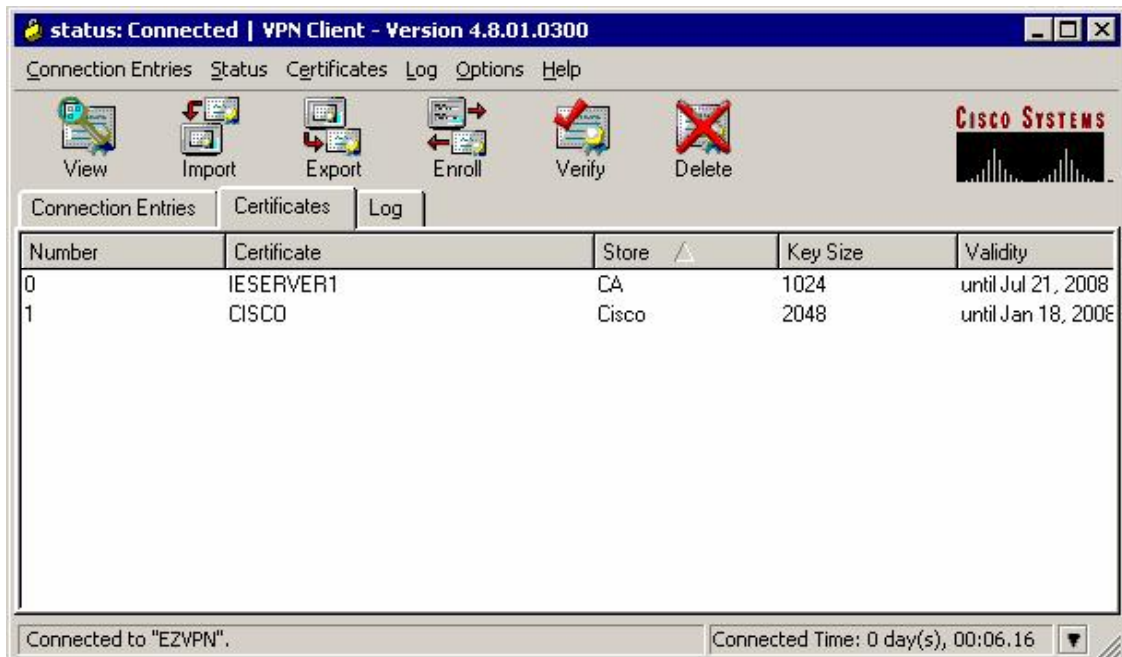 status: Connected | VPN Client - Version 4.8.01.0300
Connection Entries Status Certificates Log Options Help
View Import Export Enroll Verify Delete
CISCO SYSTEMS
Connection Entries Certificates Log
Number Certificate Store Key Size Validity
0 IESERVER1 CA 1024 until Jul 21, 2008
1 CISCO Cisco 2048 until Jan 18, 2008
Connected to "EZVPN". Connected Time: 0 day(s), 00:06.16